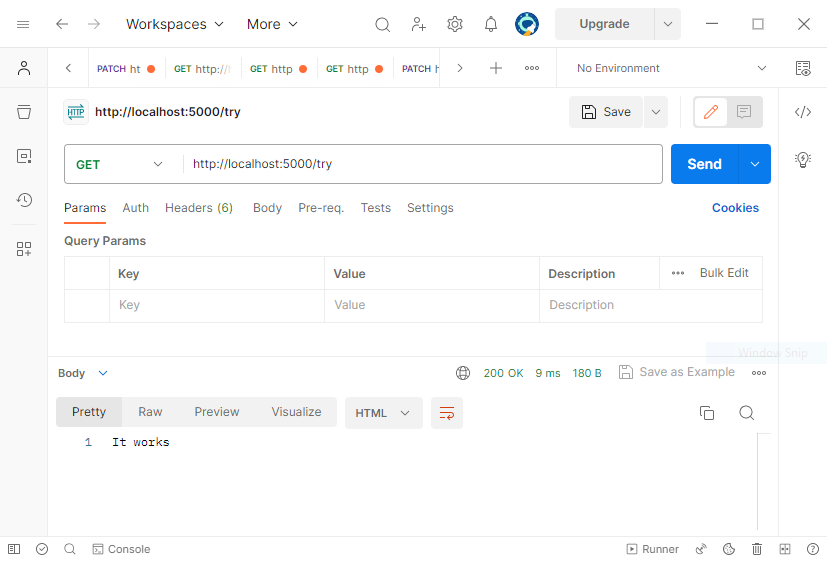 Workspaces More Upgrade
PATCH ht GET http:// GET http GET http PATCH h No Environment
HTTP http://localhost:5000/try Save
GET http://localhost:5000/try Send
Params Auth Headers (6) Body Pre-req. Tests Settings Cookies
Query Params
Key Value Description Bulk Edit
Key Value Description
Window Snip
Body 200 OK 9 ms 180 B Save as Example
Pretty Raw Preview Visualize HTML
1 It works
Console Runner